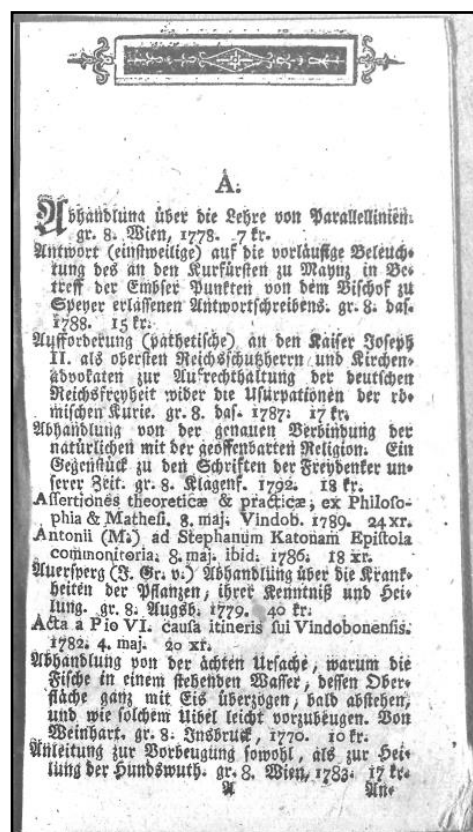 A.
Abhandlung über die Lehre von Parallellinien.
gr. 8. Wien, 1778. 7 kr.
Antwort (einstweilige) auf die vorläufige Beleuch-
tung des an den Kurfürsten zu Maynz in Be-
treff der Embser Punkten von dem Bischof zu
Speyer erlassenen Antwortschreibens. gr. 8. das.
1788. 15 kr.
Aufforderung (pathetische) an den Kaiser Joseph
II. als obersten Reichsschutzherrn und Kirchen-
advokaten zur Aufrechthaltung der deutschen
Reichsfreyheit wider die Usurpationen der rö-
mischen Kurie. gr. 8. das. 1787. 17 kr.
Abhandlung von der genauen Verbindung der
natürlichen mit der geoffenbarten Religion. Ein
Gegenstück zu den Schriften der Freydenker un-
serer Zeit. gr. 8. Klagenf. 1792. 18 kr.
Assertiones theoreticæ & practicæ, ex Philoso-
phia & Mathesi. 8. maj. Vindob. 1789. 24 xr.
Antonii (M.) ad Stephanum Katonam Epistola
commonitoria. 8. maj. ibid. 1786. 18 xr.
Auersperg (J. Gr. v.) Abhandlung über die Krank-
heiten der Pflanzen, ihrer Kenntniß und Hei-
lung. gr. 8. Augsb. 1779. 40 kr.
Acta a Pio VI. causa itineris sui Vindobonensis.
1782. 4. maj. 20 xr.
Abhandlung von der ächten Ursache, warum die
Fische in einem stehenden Wasser, dessen Ober-
fläche ganz mit Eis überzogen, bald abstehen,
und wie solchem Uibel leicht vorzubeugen. Von
Weinhart. gr. 8. Insbruck, 1770. 10 kr.
Anleitung zur Vorbeugung sowohl, als zur Hei-
lung der Hundswuth. gr. 8. Wien, 1783. 17 kr.
A An-